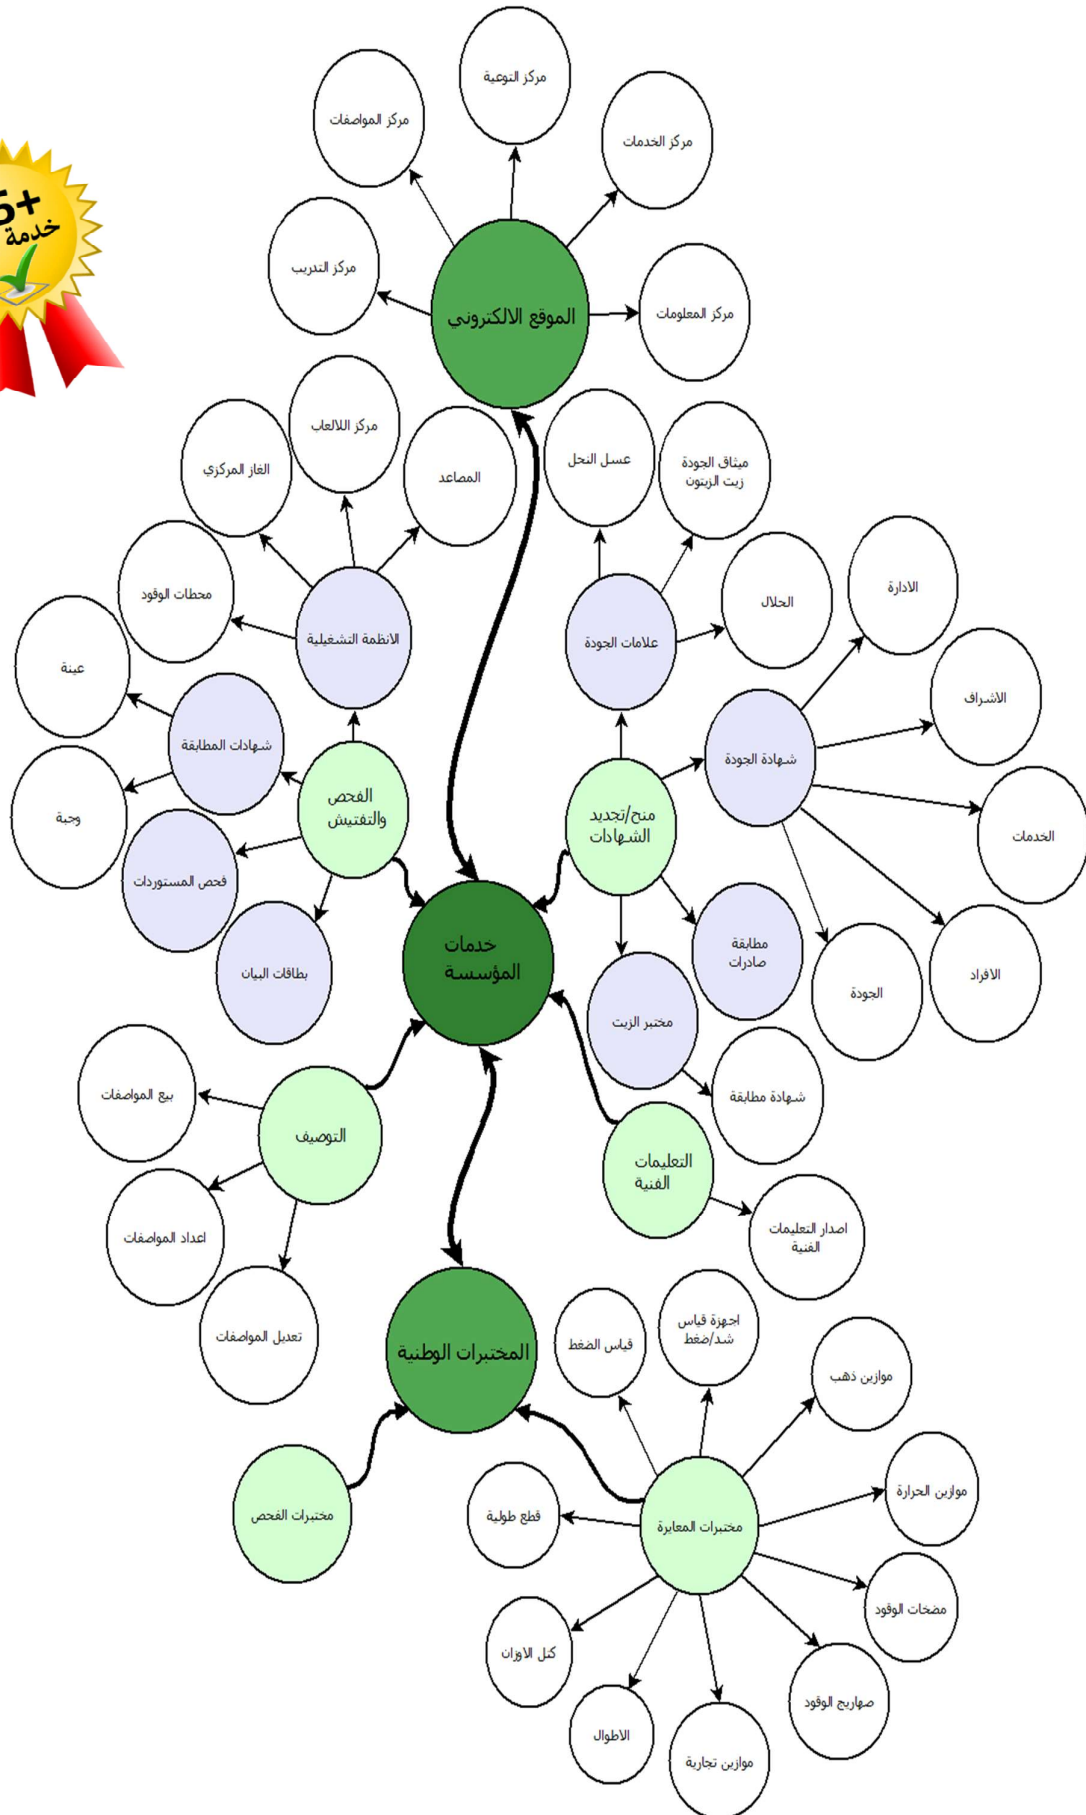 مركز التوعية
مركز المواصفات
مركز الخدمات
+5
خدمة
مركز التدريب
الموقع الالكتروني
مركز المعلومات
مركز اللالعاب
الغاز المركزي
المصاعد
عسل النحل
ميثاق الجودة
زيت الزيتون
محطات الوقود
الانظمة التشغيلية
علامات الجودة
الحلال
الادارة
عينة
شهادات المطابقة
الاشراف
شهادة الجودة
وجبة
الفحص
والتفتيش
منح/تجديد
الشهادات
الخدمات
فحص المستوردات
بطاقات البيان
خدمات
المؤسسة
مطابقة
صادرات
الجودة
الافراد
مختبر الزيت
شهادة مطابقة
بيع المواصفات
التوصيف
التعليمات
الفنية
اعداد المواصفات
اصدار التعليمات
الفنية
تعديل المواصفات
المختبرات الوطنية
قياس الضغط
اجهزة قياس
شد/ضغط
موازين ذهب
موازين الحرارة
مختبرات الفحص
قطع طولية
مختبرات المعايرة
مضخات الوقود
كتل الاوزان
صهاريج الوقود
الاطوال
موازين تجارية